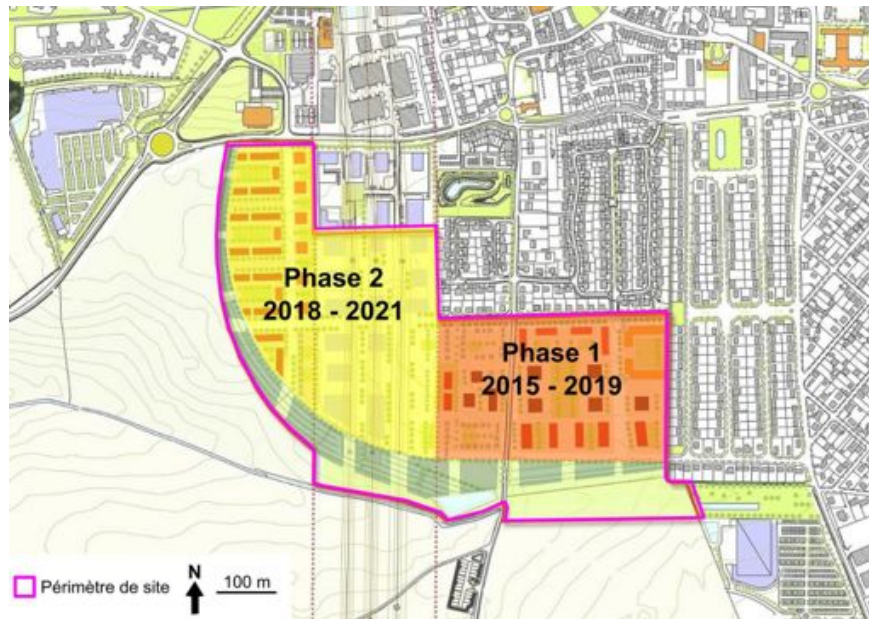 Phase 2
2018 - 2021
Phase 1
2015 - 2019
Périmètre de site
N
100 m